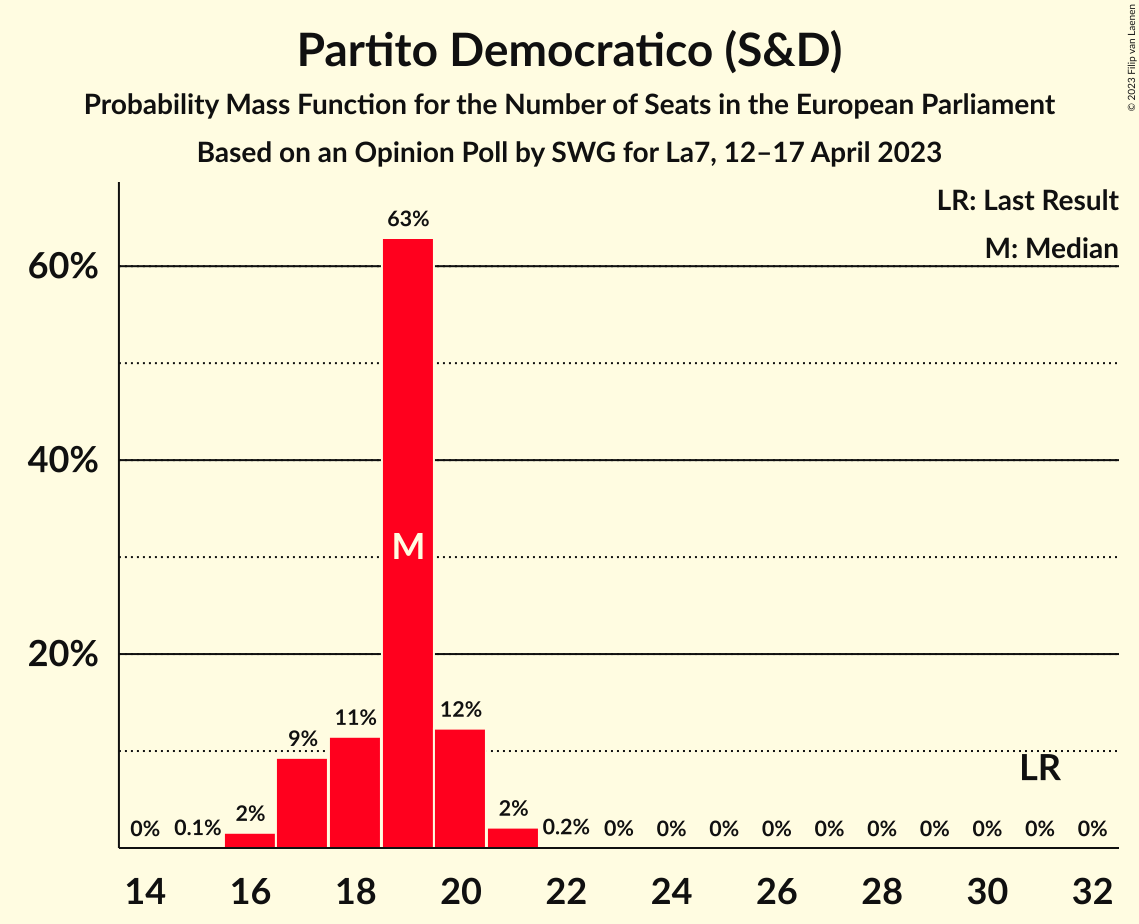 Partito Democratico (S&D)
Probability Mass Function for the Number of Seats in the European Parliament
Based on an Opinion Poll by SWG for La7, 12–17 April 2023
© 2023 Filip van Laenen
LR: Last Result
M: Median
60%
40%
20%
0% 0.1% 2% 9% 11% 63% 12% 2% 0.2% 0% 0% 0% 0% 0% 0% 0% 0% 0% 0%
M
LR
14 16 18 20 22 24 26 28 30 32